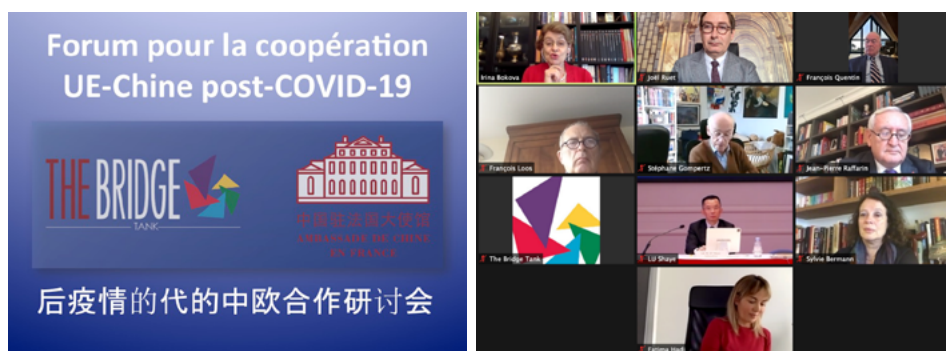 Forum pour la coopération
UE-Chine post-COVID-19
THE BRIDGE
TANK
中国驻法国大使馆
AMBASSADE DE CHINE
EN FRANCE
后疫情的代的中欧合作研讨会
Irina Bokova
Joël Ruet
François Quentin
François Loos
Stéphane Gompertz
Jean-Pierre Raffarin
The Bridge Tank
LU Shaye
Sylvie Bermann
Fatima Hadj